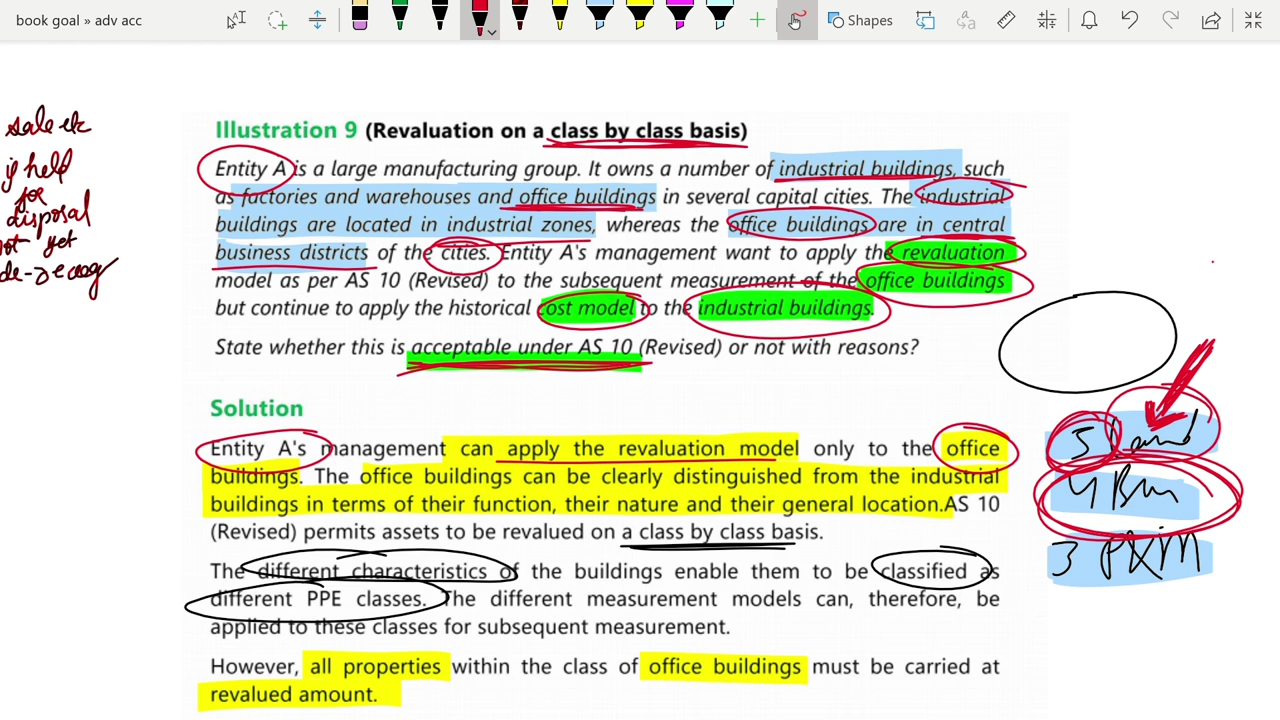 book goal » adv acc
Shapes
sale etc
if held
for
disposal
not yet
de-recog
Illustration 9 (Revaluation on a class by class basis)
Entity A is a large manufacturing group. It owns a number of industrial buildings, such
as factories and warehouses and office buildings in several capital cities. The industrial
buildings are located in industrial zones, whereas the office buildings are in central
business districts of the cities. Entity A's management want to apply the revaluation
model as per AS 10 (Revised) to the subsequent measurement of the office buildings
but continue to apply the historical cost model to the industrial buildings.
State whether this is acceptable under AS 10 (Revised) or not with reasons?
Solution
Entity A's management can apply the revaluation model only to the office
buildings. The office buildings can be clearly distinguished from the industrial
buildings in terms of their function, their nature and their general location.AS 10
(Revised) permits assets to be revalued on a class by class basis.
The different characteristics of the buildings enable them to be classified as
different PPE classes. The different measurement models can, therefore, be
applied to these classes for subsequent measurement.
However, all properties within the class of office buildings must be carried at
revalued amount.
5 Land
4
3 P&M